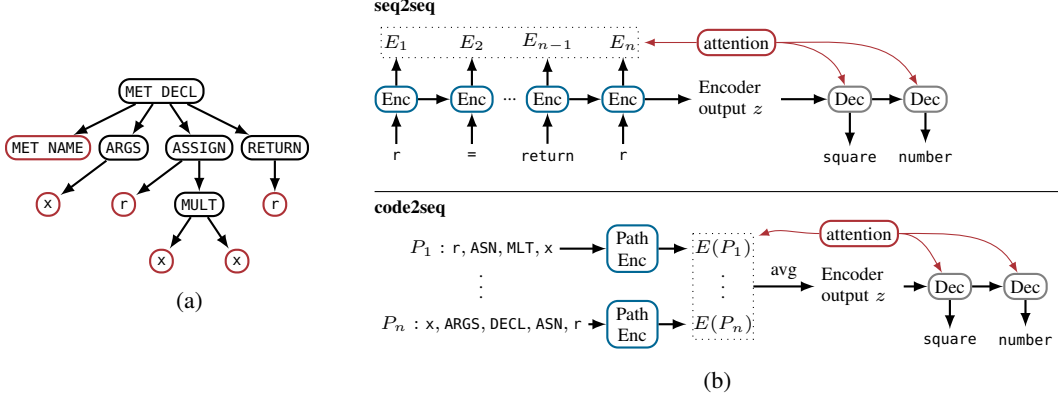 MET DECL
MET NAME ARGS ASSIGN RETURN
x r MULT r
x x
(a)
seq2seq
E1 E2 En−1 En attention
Enc Enc ... Enc Enc Encoder output z Dec Dec
r = return r square number
code2seq
P1 : r, ASN, MLT, x Path Enc E(P1) attention
⋮ ⋮ avg Encoder output z Dec Dec
Pn : x, ARGS, DECL, ASN, r Path Enc E(Pn) square number
(b)